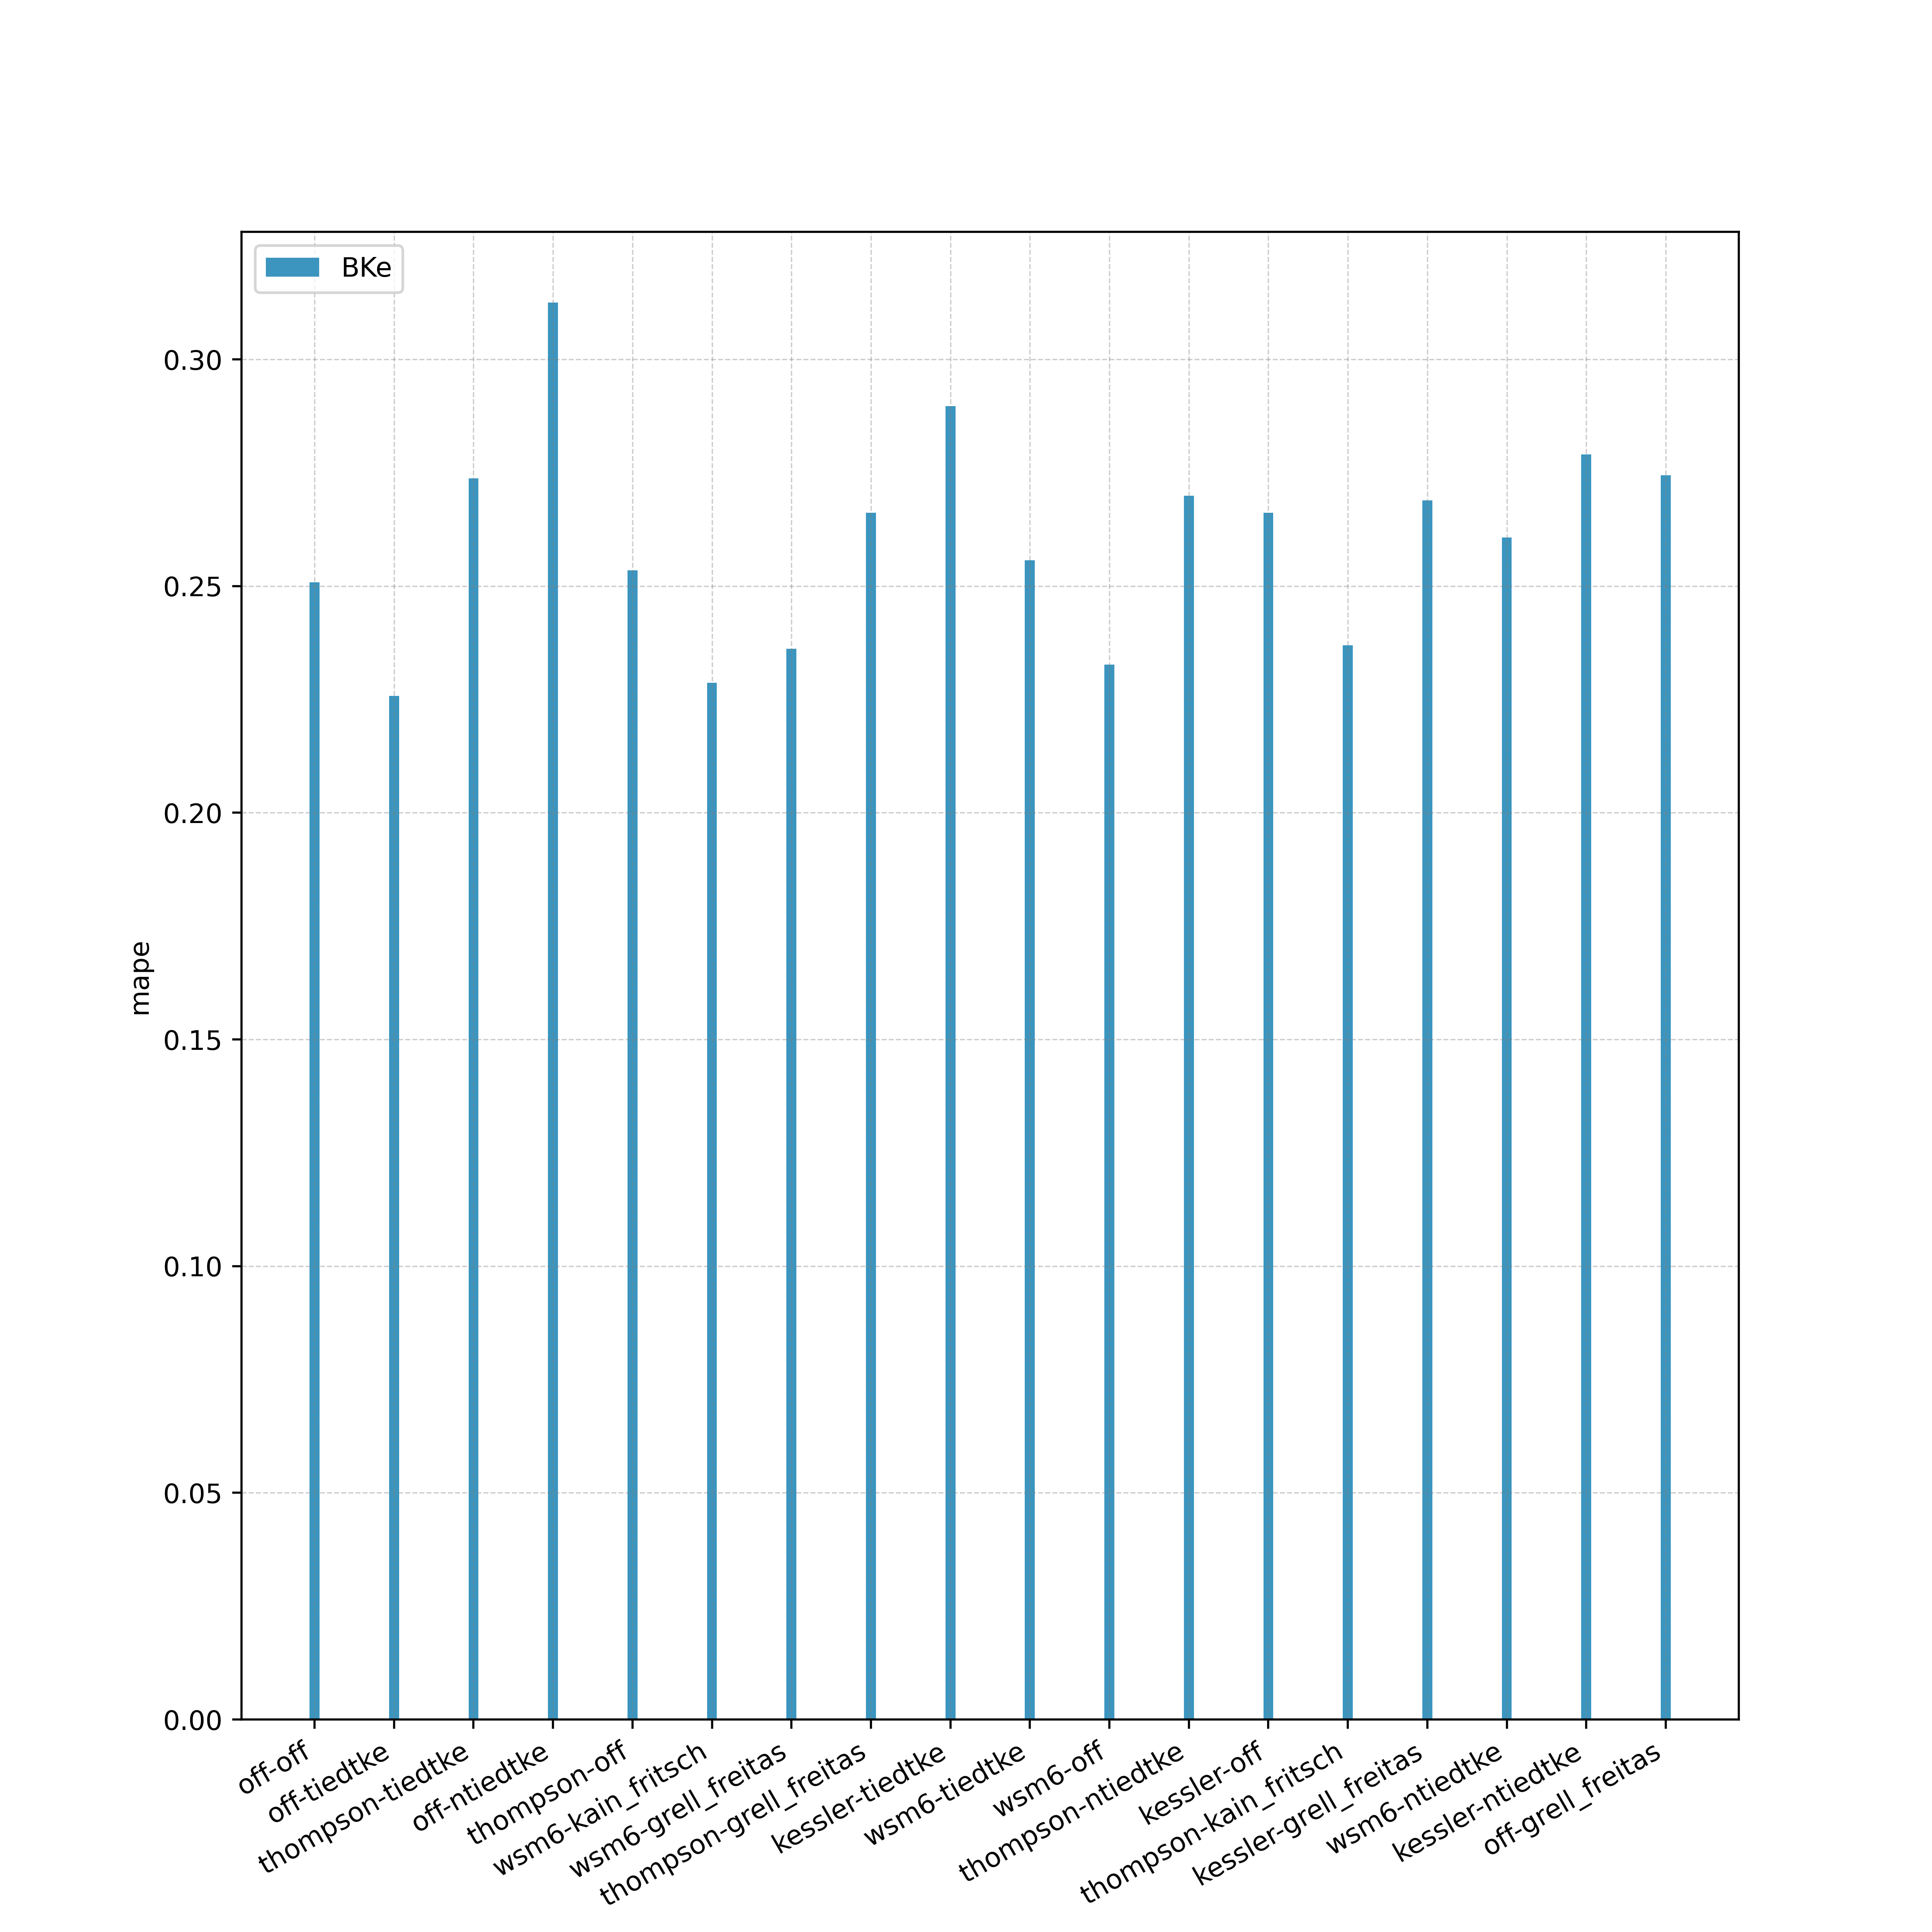 BKe
0.30
0.25
0.20
0.15
0.10
0.05
0.00
mape
off-off
off-tiedtke
thompson-tiedtke
off-ntiedtke
thompson-off
wsm6-kain_fritsch
wsm6-grell_freitas
thompson-grell_freitas
kessler-tiedtke
wsm6-tiedtke
wsm6-off
thompson-ntiedtke
kessler-off
thompson-kain_fritsch
kessler-grell_freitas
wsm6-ntiedtke
kessler-ntiedtke
off-grell_freitas